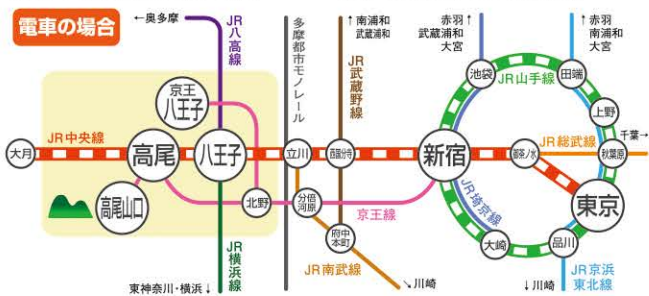 電車の場合
←奥多摩
JR八高線
多摩都市モノレール
↑南浦和
武蔵浦和
JR武蔵野線
赤羽↑
武蔵浦和
大宮
↑赤羽
南浦和
大宮
池袋
JR山手線
田端
上野
千葉→
京王
八王子
JR中央線
大月
高尾
八王子
立川
西国分寺
新宿
御茶ノ水
JR総武線
秋葉原
東京
高尾山口
北野
分倍
河原
京王線
JR埼京線
府中
本町
大崎
品川
JR横浜線
JR南武線
東神奈川・横浜↓
↘川崎
↓川崎
JR京浜
東北線